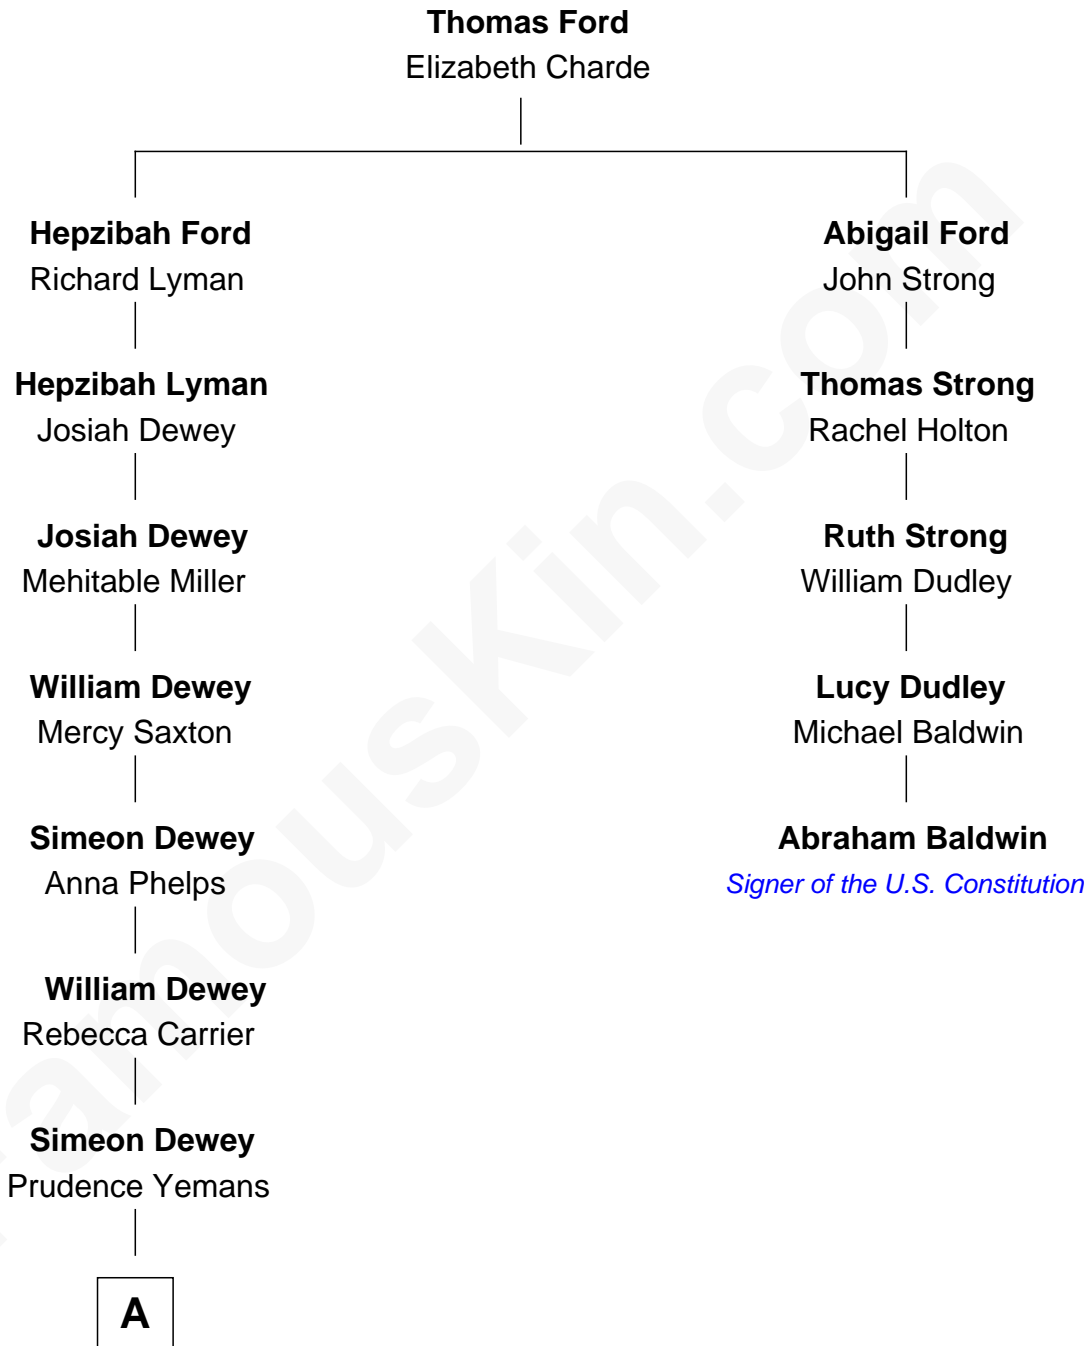 Thomas Ford
Elizabeth Charde
Hepzibah Ford
Richard Lyman
Abigail Ford
John Strong
Hepzibah Lyman
Josiah Dewey
Thomas Strong
Rachel Holton
Josiah Dewey
Mehitable Miller
Ruth Strong
William Dudley
William Dewey
Mercy Saxton
Lucy Dudley
Michael Baldwin
Simeon Dewey
Anna Phelps
Abraham Baldwin
Signer of the U.S. Constitution
William Dewey
Rebecca Carrier
Simeon Dewey
Prudence Yemans
A
FamousKin.com